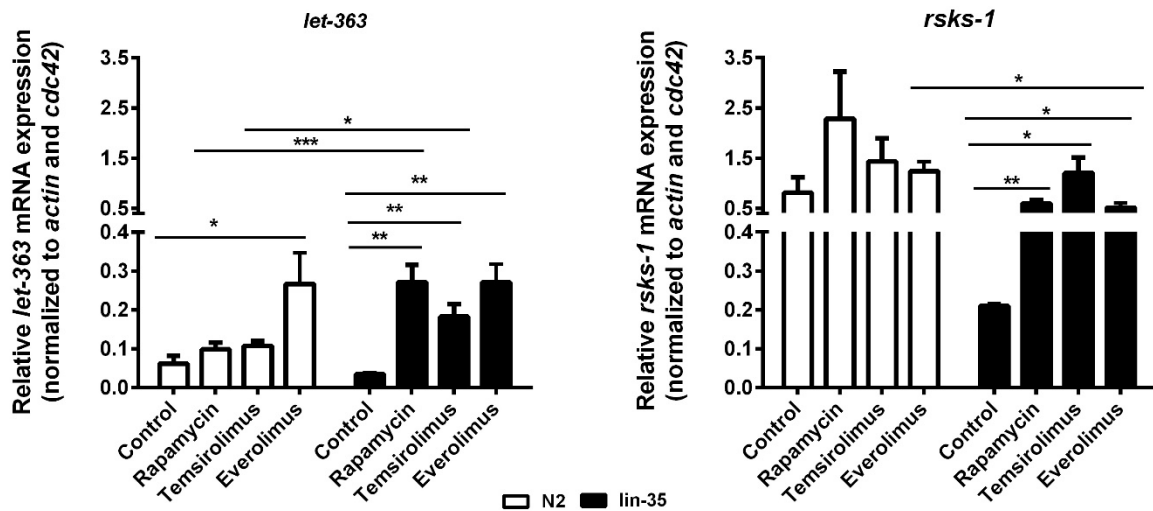 let-363
Relative let-363 mRNA expression
(normalized to actin and cdc42)
3.5
2.5
1.5
0.5
0.4
0.3
0.2
0.1
0.0
*
***
**
**
*
**
Control
Rapamycin
Temsirolimus
Everolimus
Control
Rapamycin
Temsirolimus
Everolimus
rsks-1
Relative rsks-1 mRNA expression
(normalized to actin and cdc42)
3.5
2.5
1.5
0.5
0.4
0.3
0.2
0.1
0.0
*
*
*
**
Control
Rapamycin
Temsirolimus
Everolimus
Control
Rapamycin
Temsirolimus
Everolimus
N2 lin-35